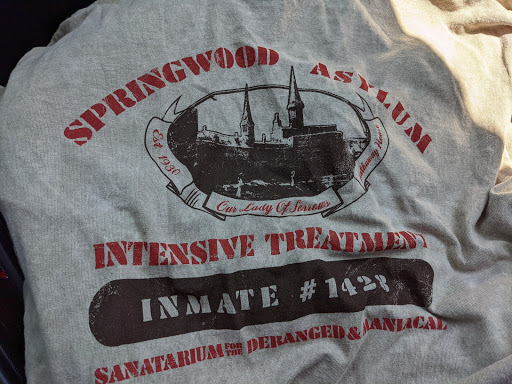 SPRINGWOOD ASYLUM
Est 1930
Our Lady Of Sorrows
INTENSIVE TREATMENT
INMATE #1428
SANATARIUM FOR THE DERANGED & MANIACAL